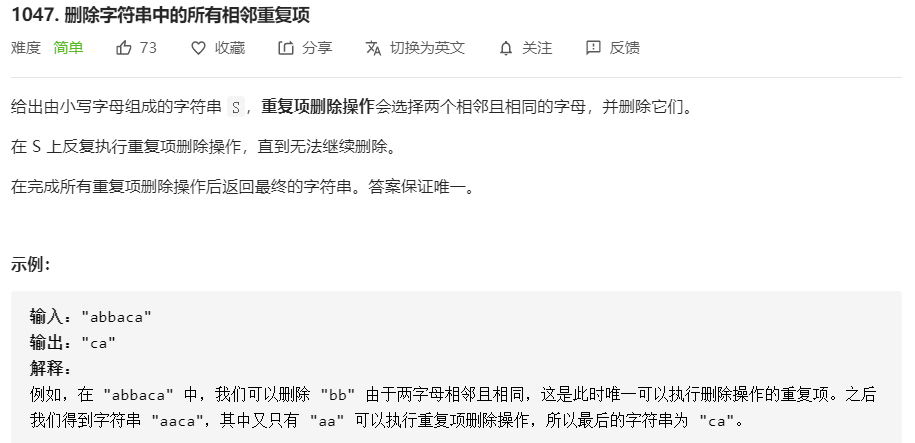 1047. 删除字符串中的所有相邻重复项
难度 简单 73 收藏 分享 切换为英文 关注 反馈
给出由小写字母组成的字符串 S，重复项删除操作会选择两个相邻且相同的字母，并删除它们。
在 S 上反复执行重复项删除操作，直到无法继续删除。
在完成所有重复项删除操作后返回最终的字符串。答案保证唯一。
示例：
输入："abbaca"
输出："ca"
解释：
例如，在 "abbaca" 中，我们可以删除 "bb" 由于两字母相邻且相同，这是此时唯一可以执行删除操作的重复项。之后
我们得到字符串 "aaca"，其中又只有 "aa" 可以执行重复项删除操作，所以最后的字符串为 "ca"。